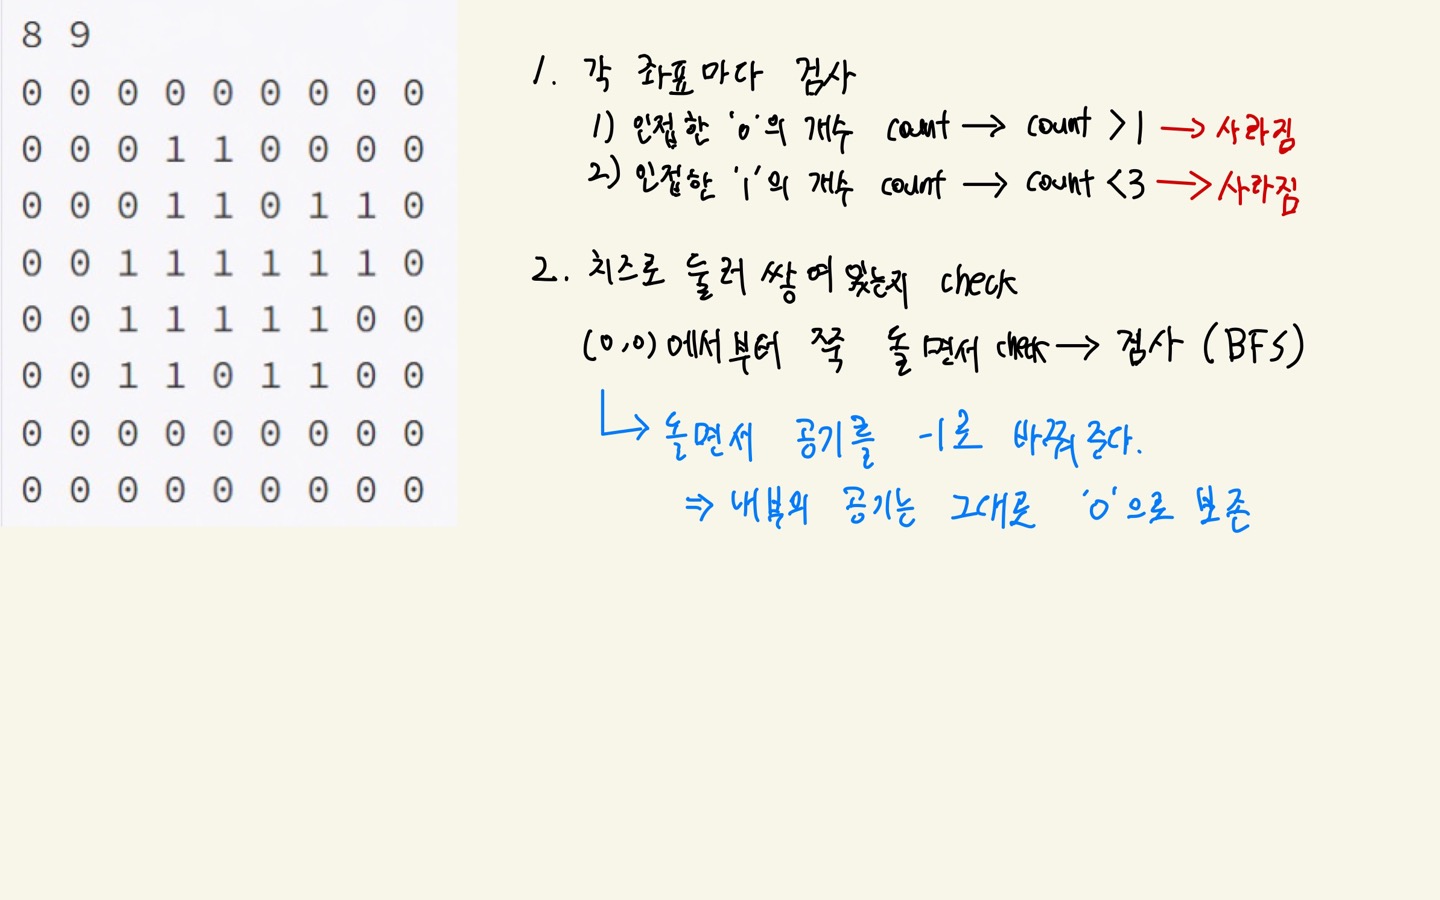 8 9
0 0 0 0 0 0 0 0 0
0 0 0 1 1 0 0 0 0
0 0 0 1 1 0 1 1 0
0 0 1 1 1 1 1 1 0
0 0 1 1 1 1 1 0 0
0 0 1 1 0 1 1 0 0
0 0 0 0 0 0 0 0 0
0 0 0 0 0 0 0 0 0
1. 각 좌표마다 검사
1) 인접한 '0'의 개수 count → count >1 → 사라짐
2) 인접한 '1'의 개수 count → count <3 → 사라짐
2. 치즈로 둘러 쌓여 있는지 check
(0,0)에서부터 쭉 돌면서 check → 검사 (BFS)
↳ 돌면서 공기를 -1로 바꿔준다.
⇒ 내부의 공기는 그대로 '0'으로 보존